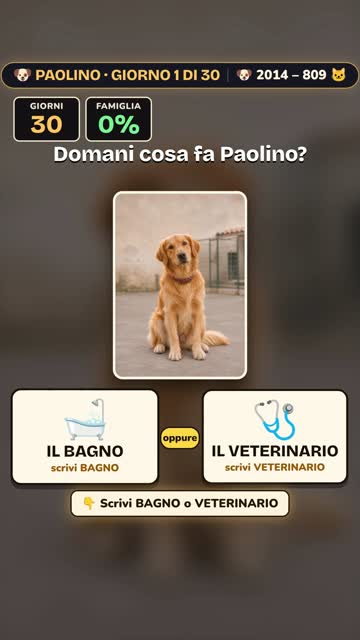 🐶 PAOLINO · GIORNO 1 DI 30 | 🐶 2014 – 809 🐱
GIORNI
30
FAMIGLIA
0%
Domani cosa fa Paolino?
IL BAGNO
scrivi BAGNO
oppure
IL VETERINARIO
scrivi VETERINARIO
👇 Scrivi BAGNO o VETERINARIO